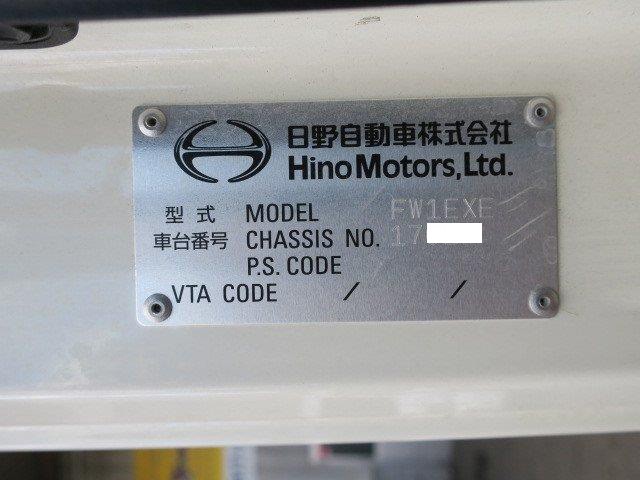 日野自動車株式会社
Hino Motors, Ltd.
型式 MODEL FW1EXE
車台番号 CHASSIS NO. 17
P.S. CODE
VTA CODE / /